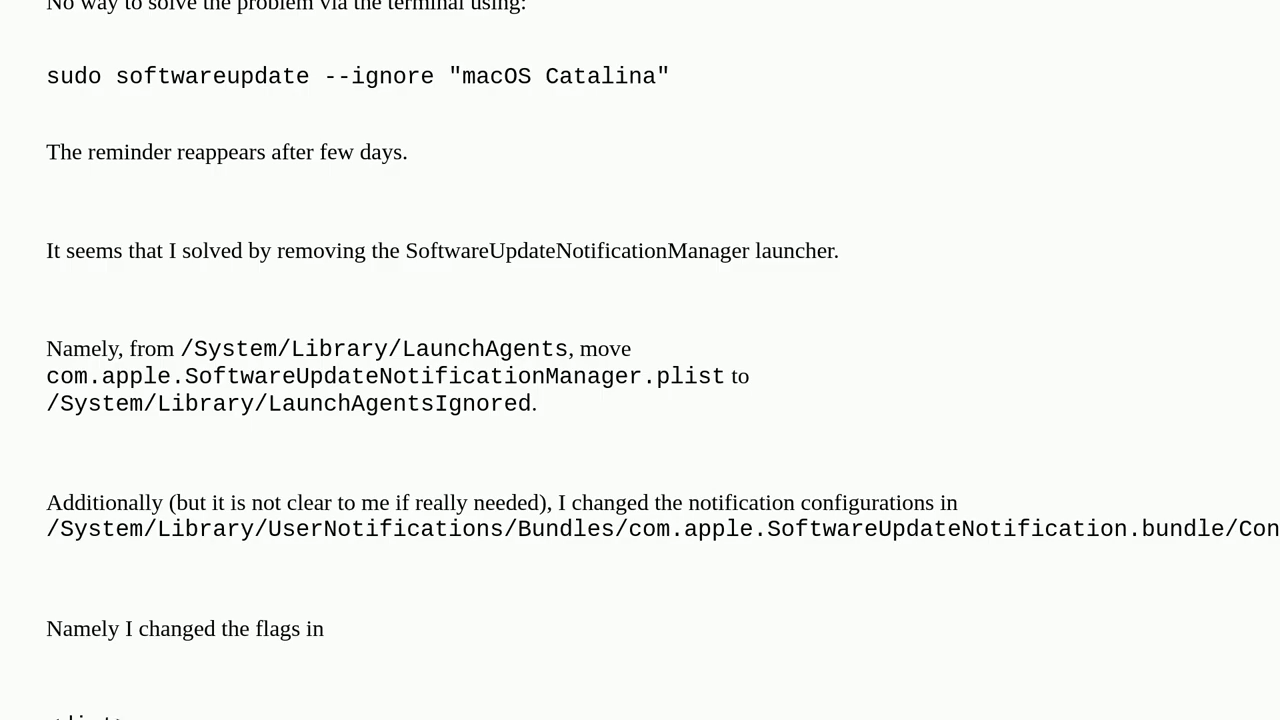 No way to solve the problem via the terminal using:
sudo softwareupdate --ignore "macOS Catalina"
The reminder reappears after few days.
It seems that I solved by removing the SoftwareUpdateNotificationManager launcher.
Namely, from /System/Library/LaunchAgents, move
com.apple.SoftwareUpdateNotificationManager.plist to
/System/Library/LaunchAgentsIgnored.
Additionally (but it is not clear to me if really needed), I changed the notification configurations in
/System/Library/UserNotifications/Bundles/com.apple.SoftwareUpdateNotification.bundle/Con
Namely I changed the flags in
<dict>